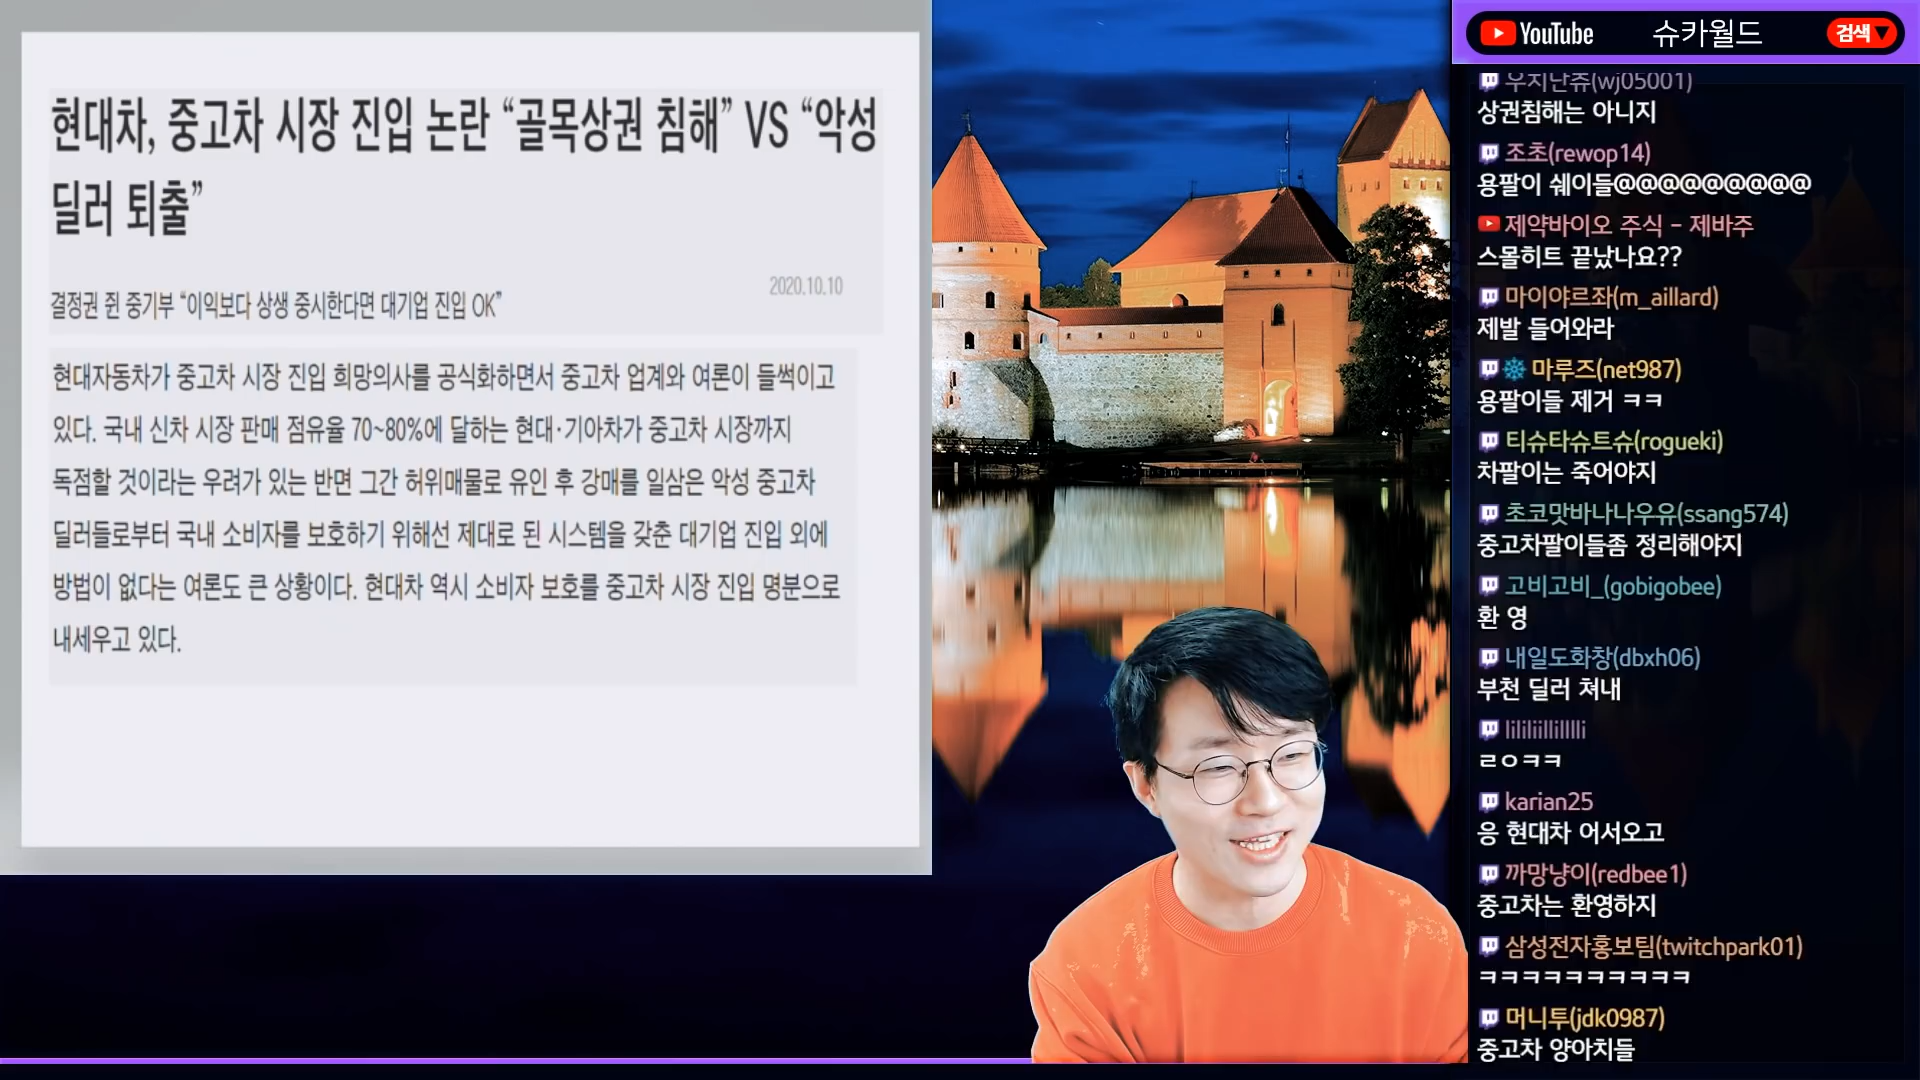 현대차, 중고차 시장 진입 논란 “골목상권 침해” VS “악성
딜러 퇴출”
2020.10.10
결정권 쥔 중기부 “이익보다 상생 중시한다면 대기업 진입 OK”
현대자동차가 중고차 시장 진입 희망의사를 공식화하면서 중고차 업계와 여론이 들썩이고
있다. 국내 신차 시장 판매 점유율 70~80%에 달하는 현대·기아차가 중고차 시장까지
독점할 것이라는 우려가 있는 반면 그간 허위매물로 유인 후 강매를 일삼은 악성 중고차
딜러들로부터 국내 소비자를 보호하기 위해선 제대로 된 시스템을 갖춘 대기업 진입 외에
방법이 없다는 여론도 큰 상황이다. 현대차 역시 소비자 보호를 중고차 시장 진입 명분으로
내세우고 있다.
YouTube 슈카월드 검색▼
우지난쥬(wj05001)
상권침해는 아니지
조초(rewop14)
용팔이 쉐이들@@@@@@@@@
제약바이오 주식 - 제바주
스몰히트 끝났나요??
마이야르좌(m_aillard)
제발 들어와라
마루즈(net987)
용팔이들 제거 ㅋㅋ
티슈타슈트슈(rogueki)
차팔이는 죽어야지
초코맛바나나우유(ssang574)
중고차팔이들좀 정리해야지
고비고비_(gobigobee)
환 영
내일도화창(dbxh06)
부천 딜러 쳐내
ㄹㅇㅋㅋ
karian25
응 현대차 어서오고
까망냥이(redbee1)
중고차는 환영하지
삼성전자홍보팀(twitchpark01)
ㅋㅋㅋㅋㅋㅋㅋㅋㅋㅋ
머니투(jdk0987)
중고차 양아치들